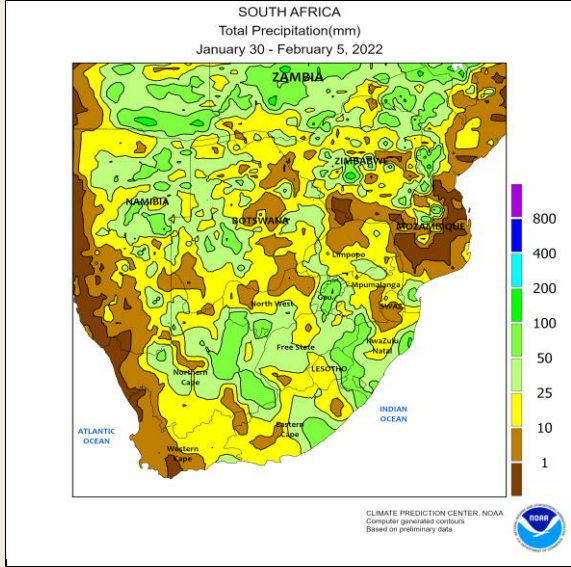 SOUTH AFRICA
Total Precipitation(mm)
January 30 - February 5, 2022
ZAMBIA
ZIMBABWE
NAMIBIA
BOTSWANA
MOZAMBIQUE
Limpopo
Mpumalanga
North West
SWAZ.
Free State
KwaZulu
Natal
LESOTHO
Northern
Cape
Eastern
Cape
Western
Cape
ATLANTIC
OCEAN
INDIAN
OCEAN
800
400
200
100
50
25
10
1
CLIMATE PREDICTION CENTER, NOAA
Computer generated contours
Based on preliminary data
NOAA